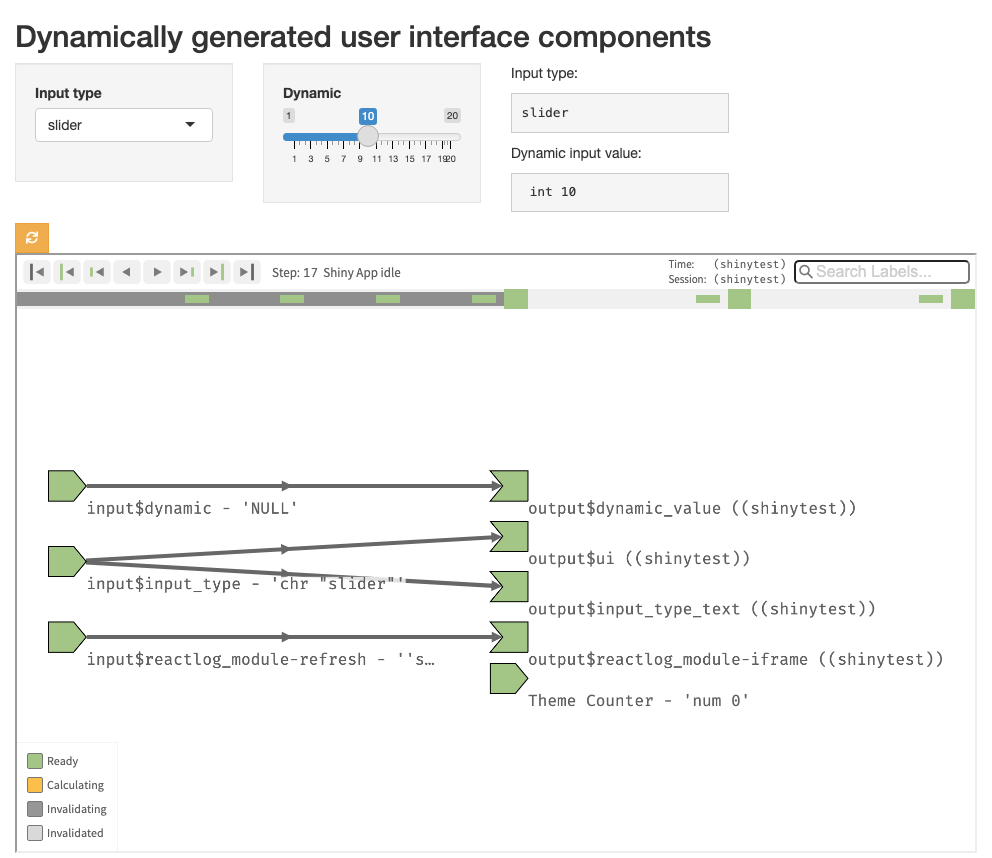 Dynamically generated user interface components
Input type
slider
Dynamic
1 10 20
1 3 5 7 9 11 13 15 17 19 20
Input type:
slider
Dynamic input value:
int 10
Step: 17 Shiny App idle
Time: (shinytest)
Session: (shinytest)
Search Labels...
input$dynamic - 'NULL'
output$dynamic_value ((shinytest))
output$ui ((shinytest))
input$input_type - 'chr "slider"'
output$input_type_text ((shinytest))
input$reactlog_module-refresh - ''s…
output$reactlog_module-iframe ((shinytest))
Theme Counter - 'num 0'
Ready
Calculating
Invalidating
Invalidated